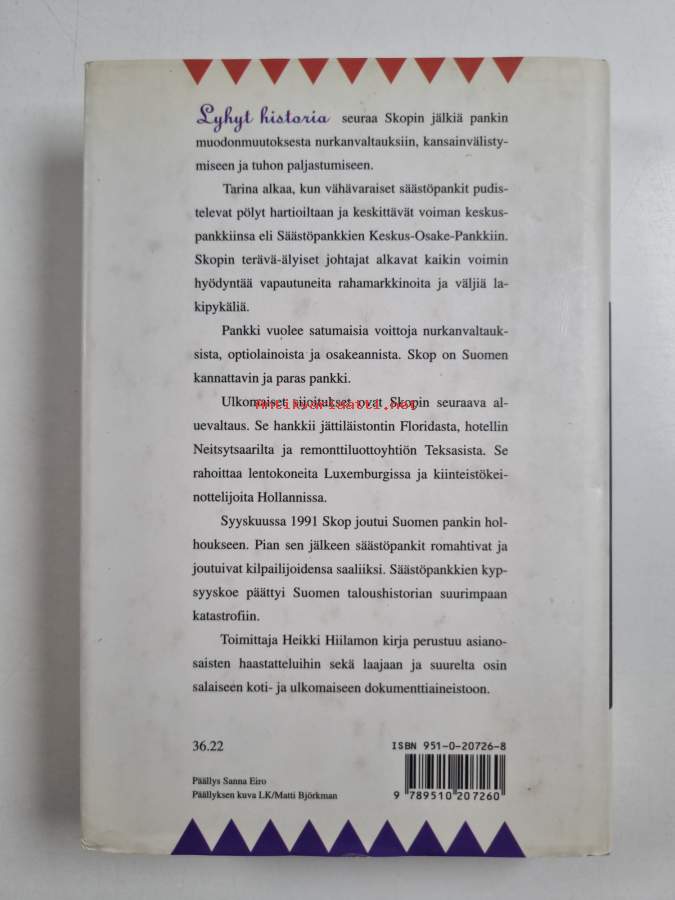 Lyhyt historia seuraa Skopin jälkiä pankin
muodonmuutoksesta nurkanvaltauksiin, kansainvälisty-
miseen ja tuhon paljastumiseen.
Tarina alkaa, kun vähävaraiset säästöpankit pudis-
televat pölyt hartioiltaan ja keskittävät voiman keskus-
pankkiinsa eli Säästöpankkien Keskus-Osake-Pankkiin.
Skopin terävä-älyiset johtajat alkavat kaikin voimin
hyödyntää vapautuneita rahamarkkinoita ja väljiä la-
kipykäliä.
Pankki vuolee satumaisia voittoja nurkanvaltauk-
sista, optiolainoista ja osakeannista. Skop on Suomen
kannattavin ja paras pankki.
Ulkomaiset sijoitukset ovat Skopin seuraava al-
Antikvariaatti.net
uevaltaus. Se hankkii jättiläistontin Floridasta, hotellin
Neitsytsaarilta ja remonttiluottoyhtiön Teksasista. Se
rahoittaa lentokoneita Luxemburgissa ja kiinteistökei-
nottelijoita Hollannissa.
Syyskuussa 1991 Skop joutui Suomen pankin hol-
houkseen. Pian sen jälkeen säästöpankit romahtivat ja
joutuivat kilpailijoidensa saaliiksi. Säästöpankkien kyp-
syyskoe päättyi Suomen taloushistorian suurimpaan
katastrofiin.
Toimittaja Heikki Hiilamon kirja perustuu asiano-
saisten haastatteluihin sekä laajaan ja suurelta osin
salaiseen koti- ja ulkomaiseen dokumenttiaineistoon.
36.22
ISBN 951-0-20726-8
Päällys Sanna Eiro
Päällyksen kuva LK/Matti Björkman
9 789510 207260